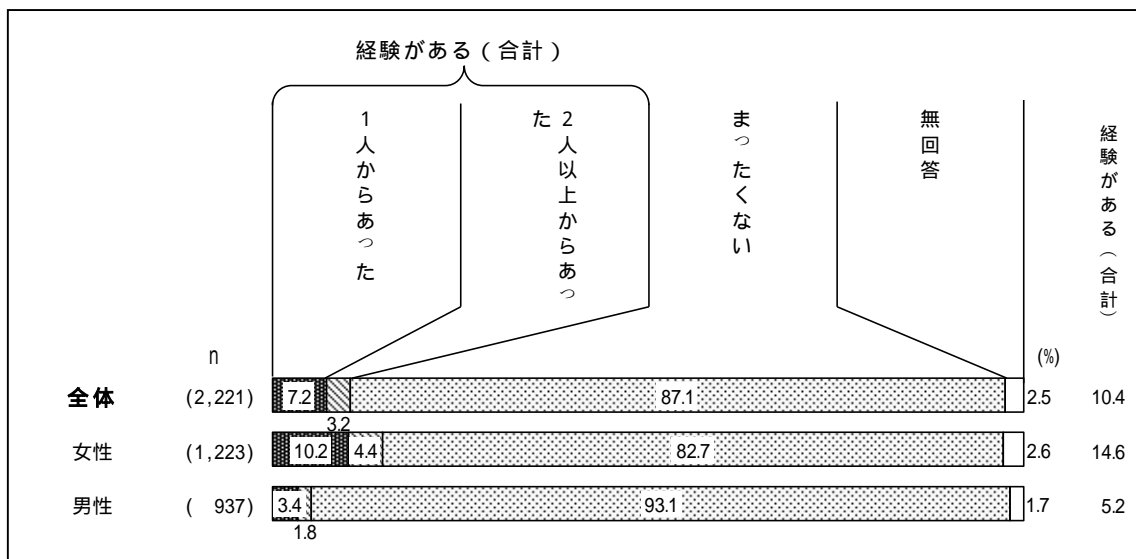 経験がある(合計)
1人からあった
2人以上からあっ
た
まったくない
無回答
経験がある(合計)
n
(%)
全体 (2,221) 7.2 3.2 87.1 2.5 10.4
女性 (1,223) 10.2 4.4 82.7 2.6 14.6
男性 ( 937) 3.4 1.8 93.1 1.7 5.2